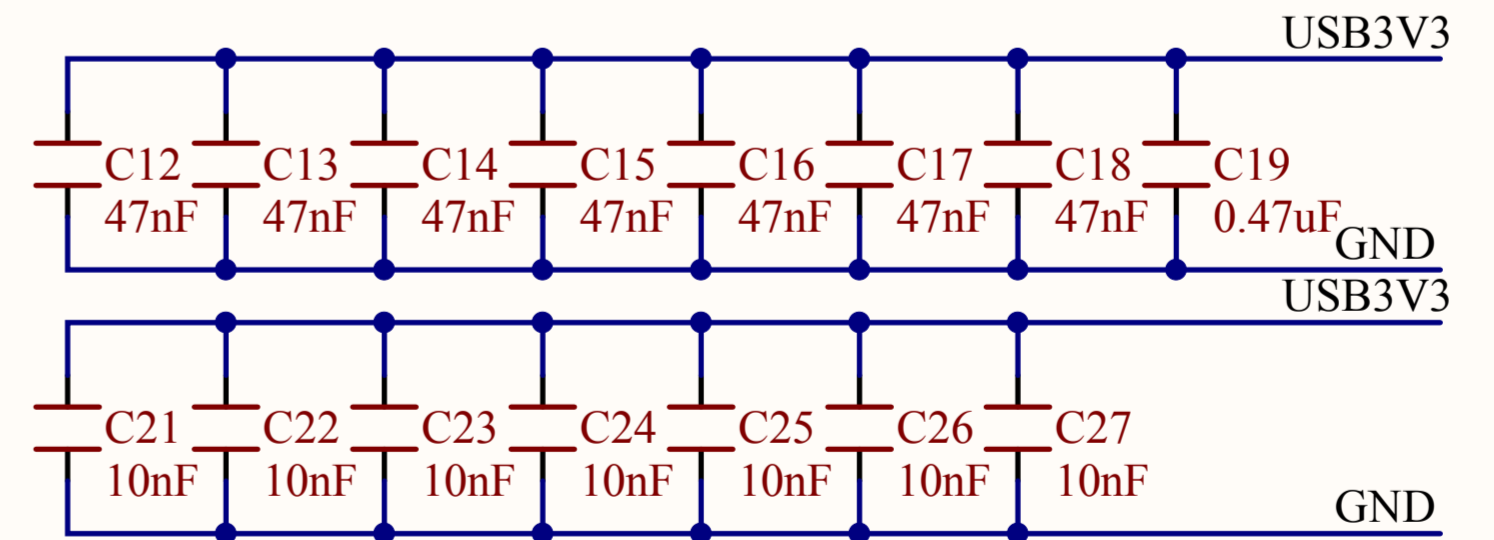 USB3V3
C12 C13 C14 C15 C16 C17 C18 C19
47nF 47nF 47nF 47nF 47nF 47nF 47nF 0.47uF
GND
USB3V3
C21 C22 C23 C24 C25 C26 C27
10nF 10nF 10nF 10nF 10nF 10nF 10nF
GND